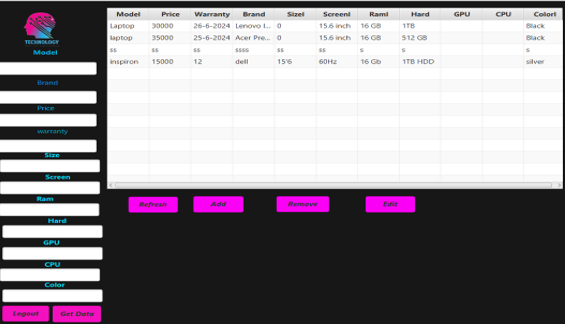 TECHNOLOGY
Model
Brand
Price
warranty
Size
Screen
Ram
Hard
GPU
CPU
Color
Logout Get Data
Model Price Warranty Brand Sizel Screenl Raml Hard GPU CPU Colorl
Laptop 30000 26-6-2024 Lenovo I... 0 15.6 inch 16 GB 1TB Black
laptop 35000 25-6-2024 Acer Pre... 0 15.6 inch 16 GB 512 GB Black
ss ss ss ssss ss ss s s s
inspiron 15000 12 dell 15'6 60Hz 16 Gb 1TB HDD silver
Refresh Add Remove Edit